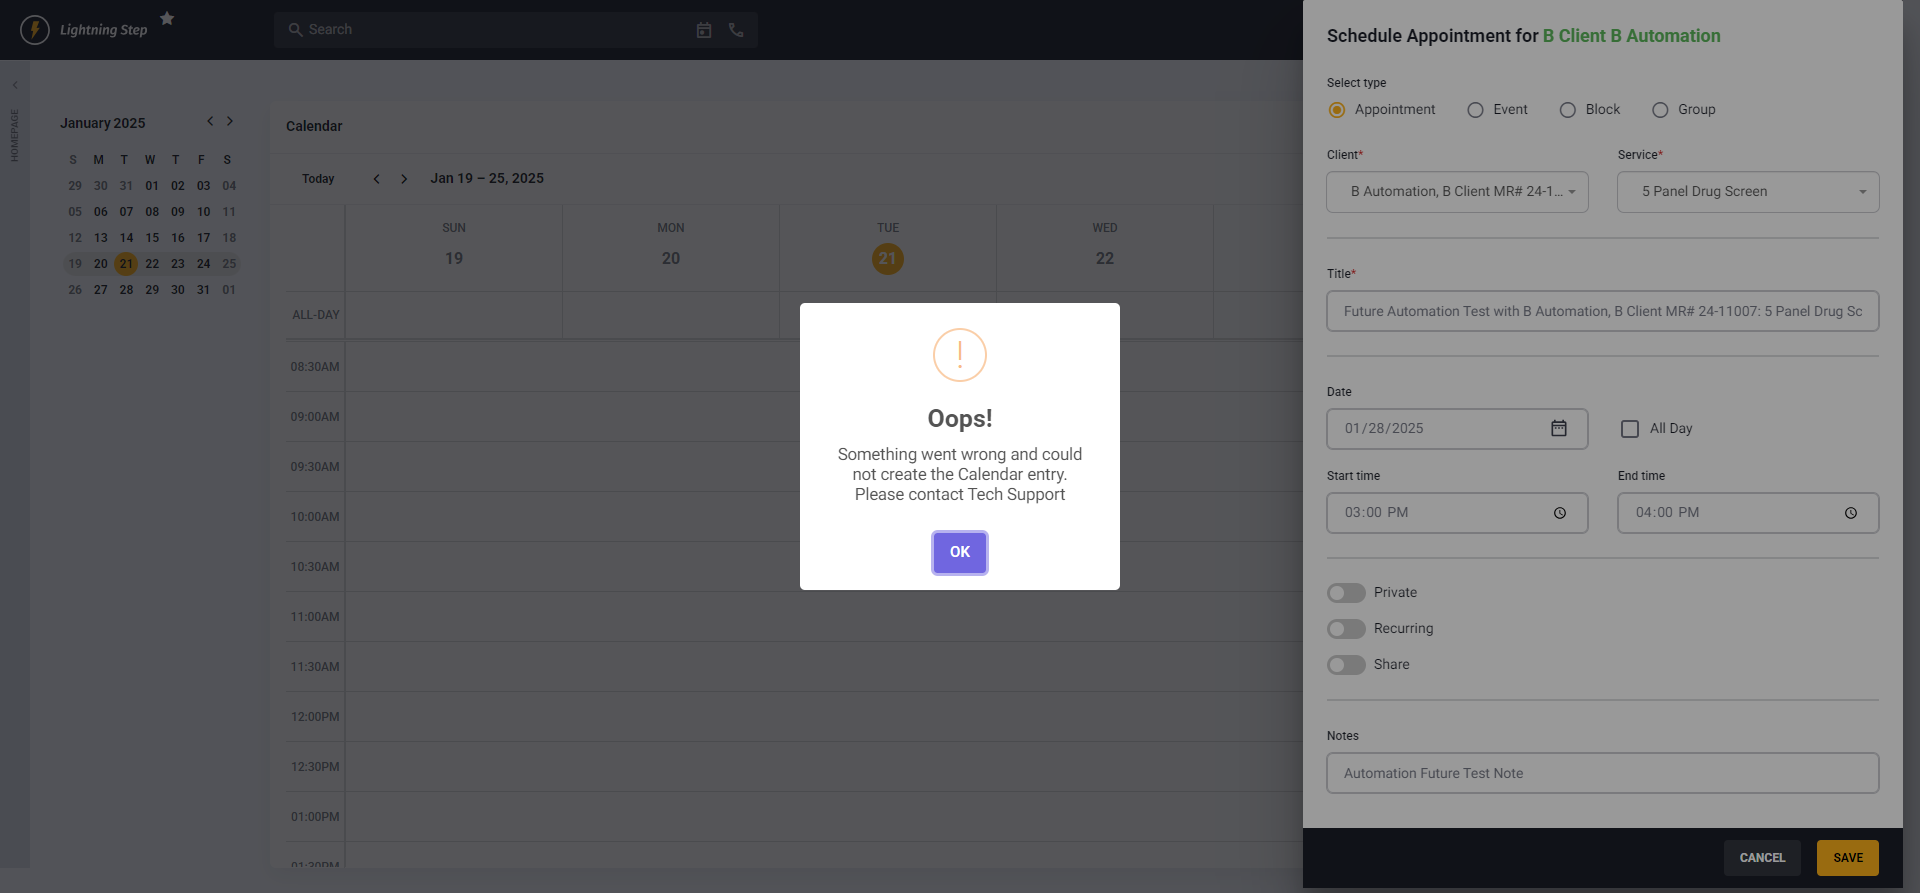 Lightning Step
Search
HOMEPAGE
January 2025
S M T W T F S
29 30 31 01 02 03 04
05 06 07 08 09 10 11
12 13 14 15 16 17 18
19 20 21 22 23 24 25
26 27 28 29 30 31 01
Calendar
Today
Jan 19 – 25, 2025
SUN MON TUE WED
19 20 21 22
ALL-DAY
08:30AM
09:00AM
09:30AM
10:00AM
10:30AM
11:00AM
11:30AM
12:00PM
12:30PM
01:00PM
01:30PM
Oops!
Something went wrong and could
not create the Calendar entry.
Please contact Tech Support
OK
Schedule Appointment for B Client B Automation
Select type
Appointment Event Block Group
Client* Service*
B Automation, B Client MR# 24-1... 5 Panel Drug Screen
Title*
Future Automation Test with B Automation, B Client MR# 24-11007: 5 Panel Drug Sc
Date
01/28/2025 All Day
Start time End time
03:00 PM 04:00 PM
Private
Recurring
Share
Notes
Automation Future Test Note
CANCEL SAVE